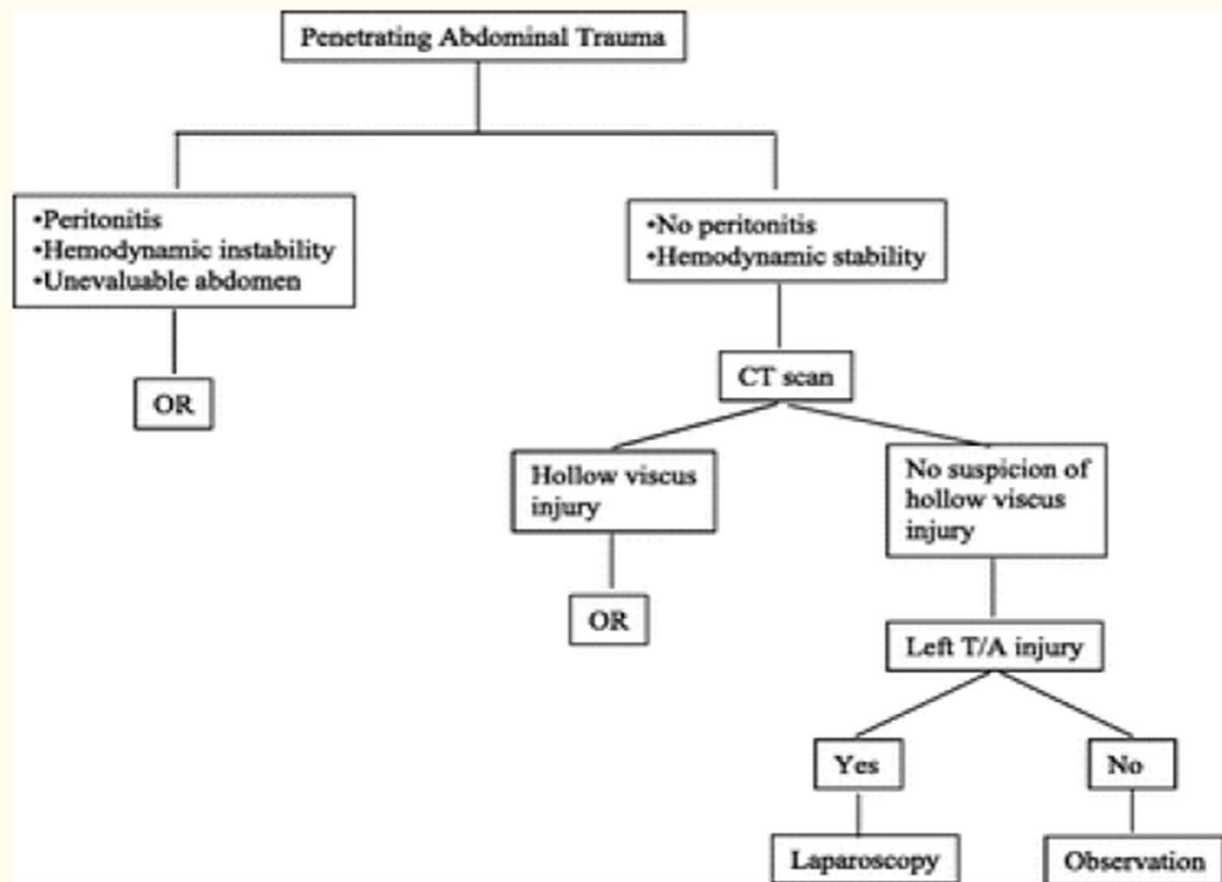 Penetrating Abdominal Trauma
•Peritonitis
•Hemodynamic instability
•Unevaluable abdomen
•No peritonitis
•Hemodynamic stability
OR
CT scan
Hollow viscus
injury
No suspicion of
hollow viscus
injury
OR
Left T/A injury
Yes
No
Laparoscopy
Observation